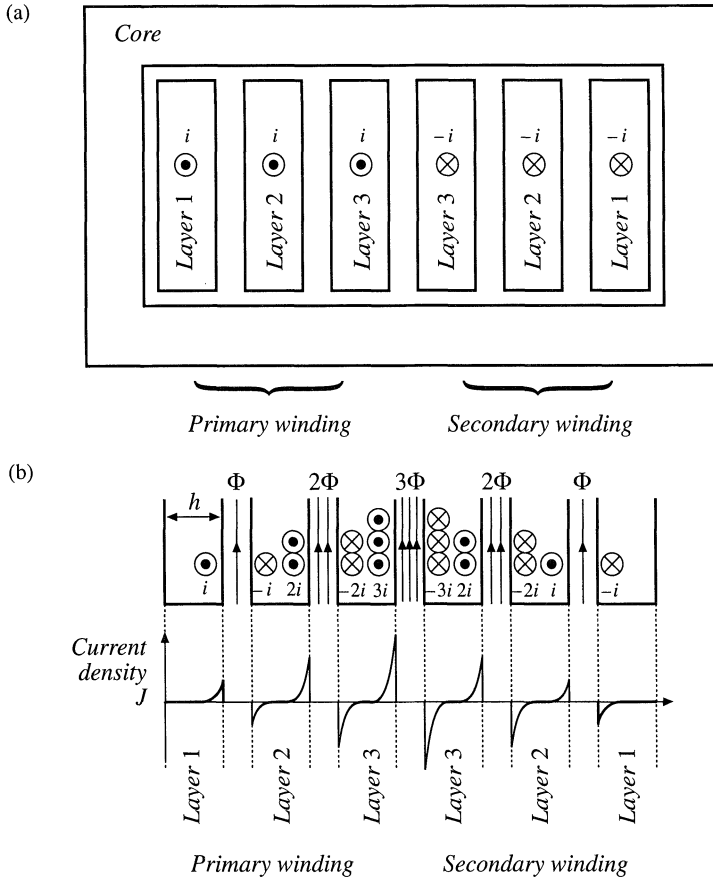 (a)
Core
i i i −i −i −i
Layer 1 Layer 2 Layer 3 Layer 3 Layer 2 Layer 1
Primary winding Secondary winding
(b)
Φ 2Φ 3Φ 2Φ Φ
h
i −i 2i −2i 3i −3i 2i −2i i −i
Current
density
J
Layer 1 Layer 2 Layer 3 Layer 3 Layer 2 Layer 1
Primary winding Secondary winding